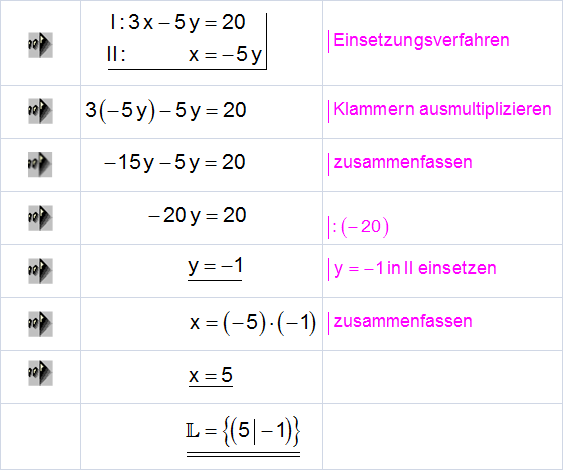 I: 3x − 5y = 20
II: x = −5y |Einsetzungsverfahren
3(−5y) − 5y = 20 |Klammern ausmultiplizieren
−15y − 5y = 20 |zusammenfassen
−20y = 20 |:(−20)
y = −1 |y = −1 in II einsetzen
x = (−5)·(−1) |zusammenfassen
x = 5
𝕃 = {(5|−1)}